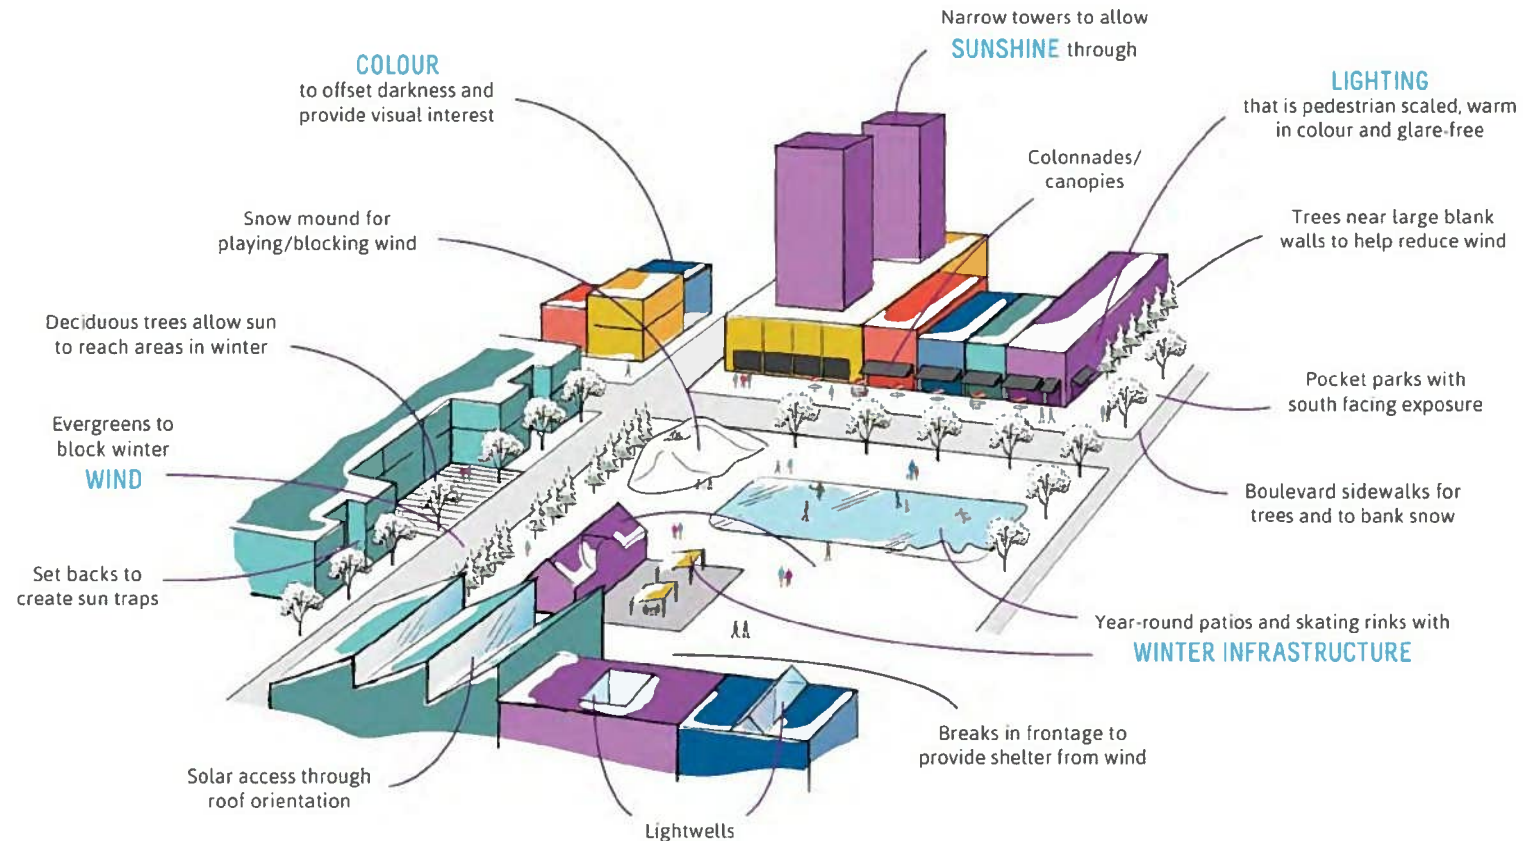 Narrow towers to allow
SUNSHINE through
COLOUR
to offset darkness and
provide visual interest
LIGHTING
that is pedestrian scaled, warm
in colour and glare-free
Colonnades/
canopies
Snow mound for
playing/blocking wind
Trees near large blank
walls to help reduce wind
Deciduous trees allow sun
to reach areas in winter
Pocket parks with
south facing exposure
Evergreens to
block winter
WIND
Boulevard sidewalks for
trees and to bank snow
Set backs to
create sun traps
Year-round patios and skating rinks with
WINTER INFRASTRUCTURE
Breaks in frontage to
provide shelter from wind
Solar access through
roof orientation
Lightwells